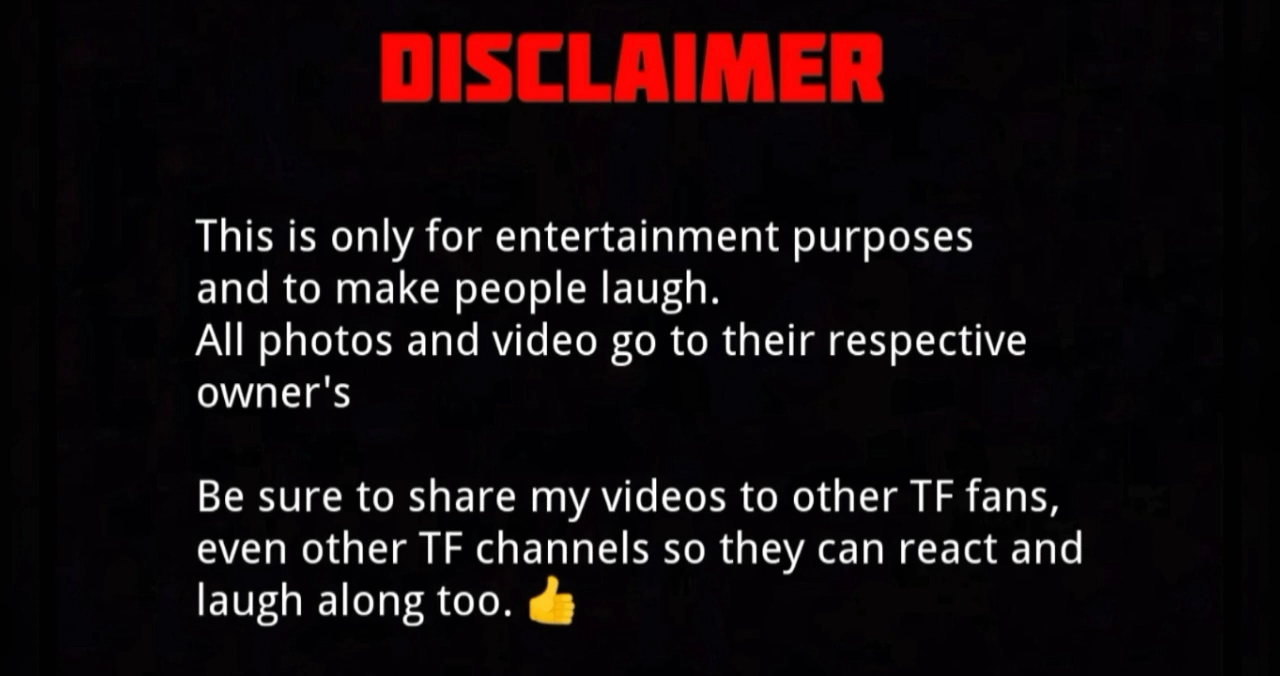 DISCLAIMER
This is only for entertainment purposes
and to make people laugh.
All photos and video go to their respective
owner's
Be sure to share my videos to other TF fans,
even other TF channels so they can react and
laugh along too. 👍